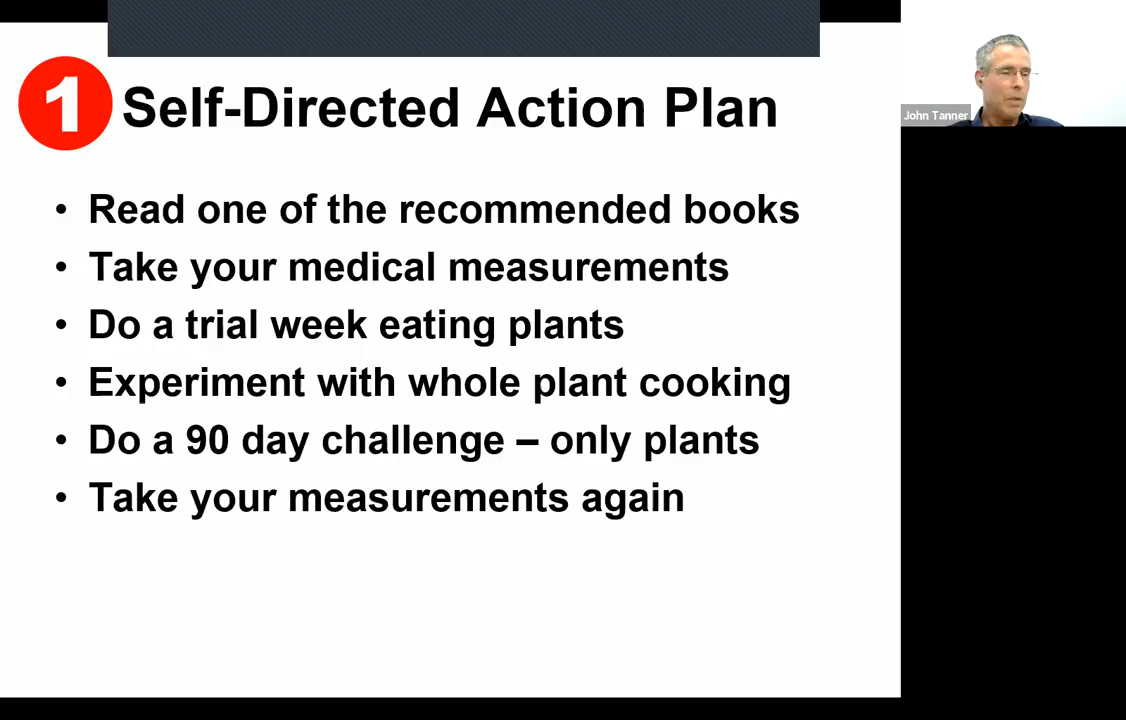 1 Self-Directed Action Plan
John Tanner
• Read one of the recommended books
• Take your medical measurements
• Do a trial week eating plants
• Experiment with whole plant cooking
• Do a 90 day challenge – only plants
• Take your measurements again